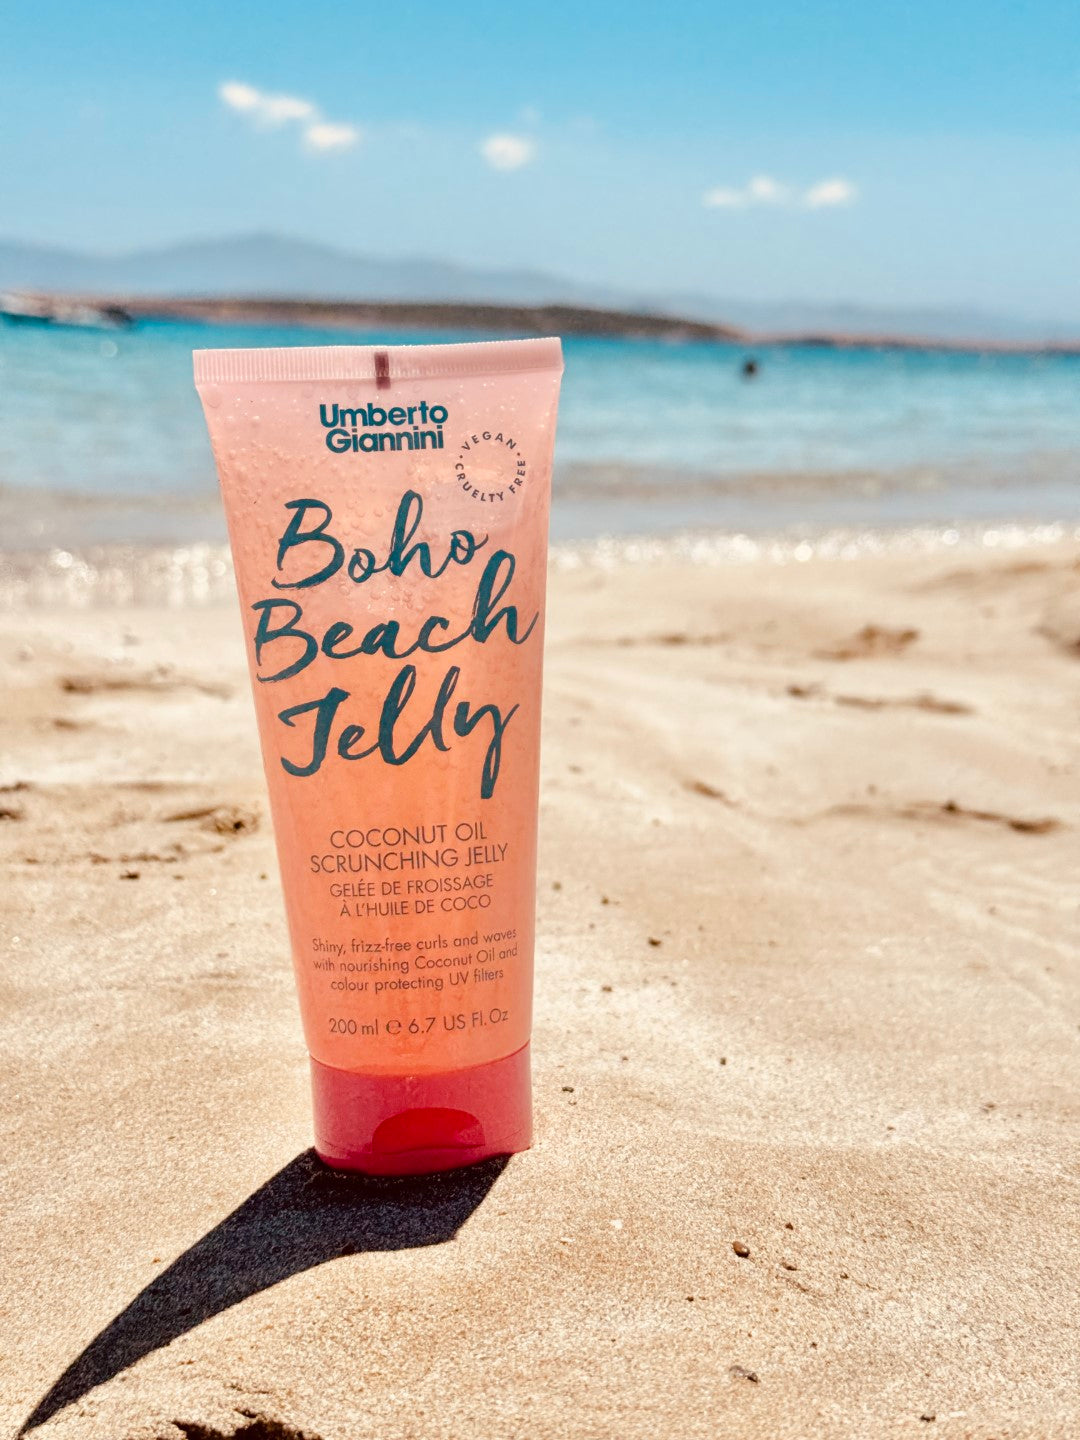 Umberto
Giannini
• VEGAN •
CRUELTY FREE
Boho
Beach
Jelly
COCONUT OIL
SCRUNCHING JELLY
GELÉE DE FROISSAGE
À L'HUILE DE COCO
Shiny, frizz-free curls and waves
with nourishing Coconut Oil and
colour protecting UV filters
200 ml ℮ 6.7 US Fl. Oz